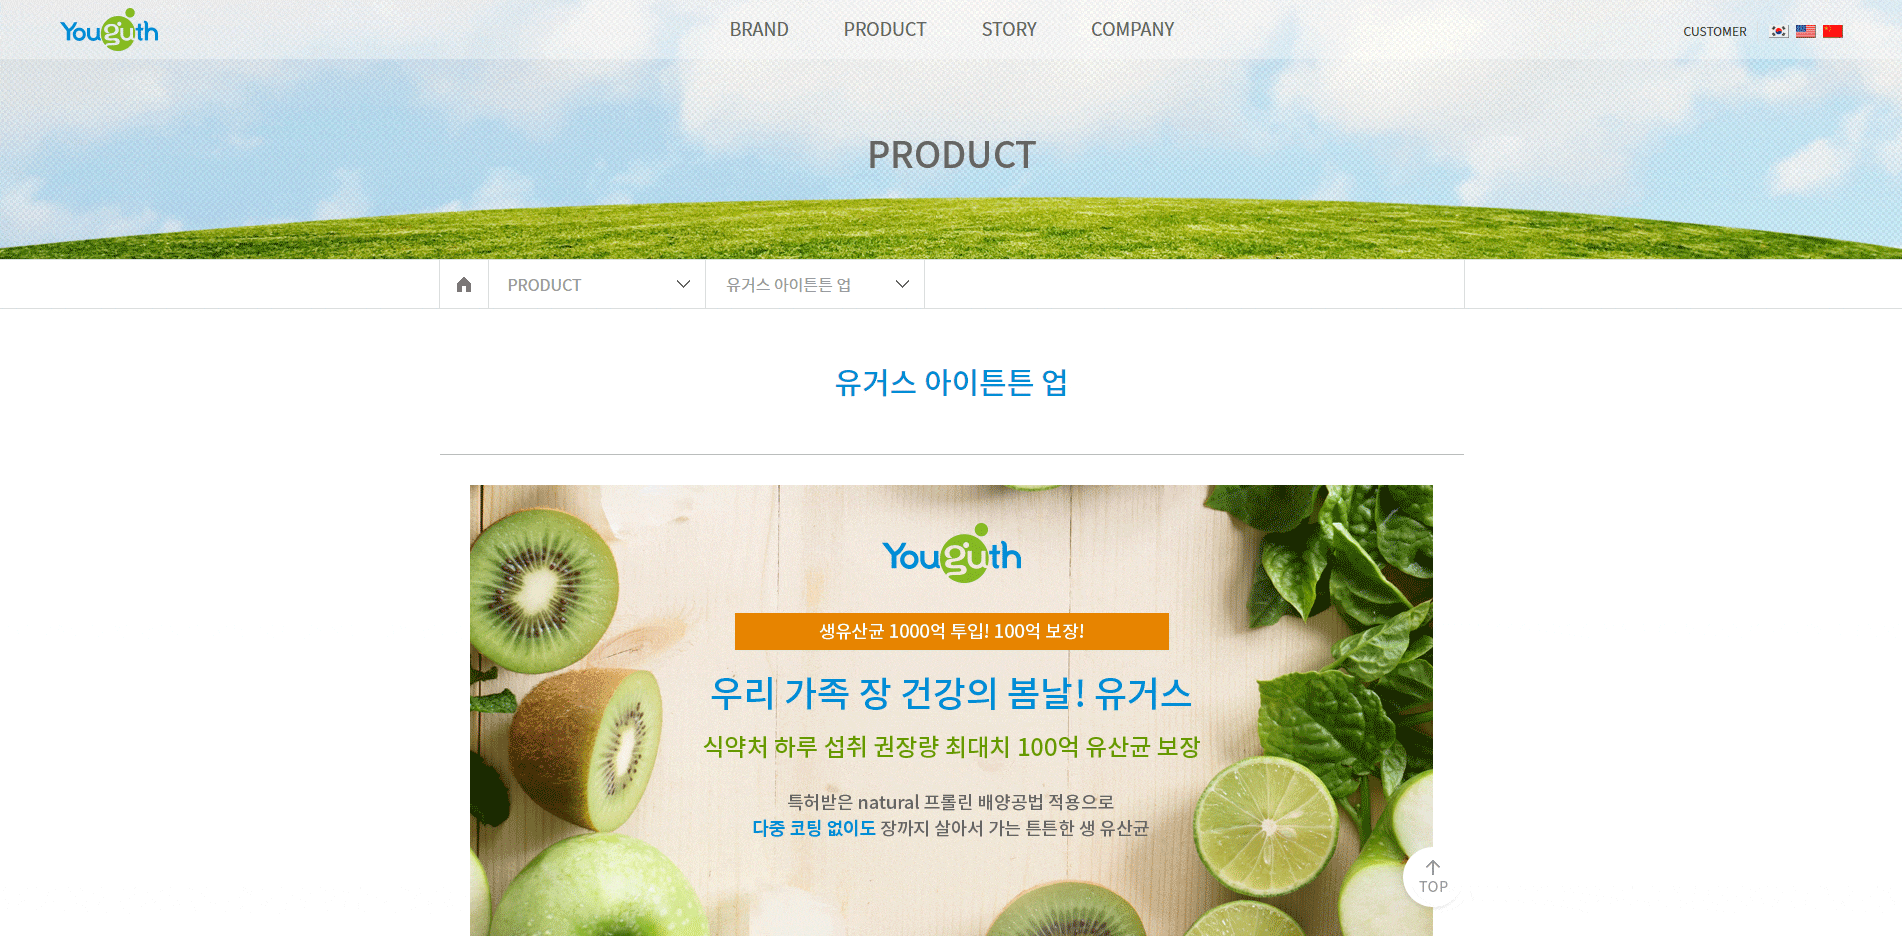 Youguth
BRAND
PRODUCT
STORY
COMPANY
CUSTOMER
PRODUCT
PRODUCT
유거스 아이튼튼 업
유거스 아이튼튼 업
Youguth
생유산균 1000억 투입! 100억 보장!
우리 가족 장 건강의 봄날! 유거스
식약처 하루 섭취 권장량 최대치 100억 유산균 보장
특허받은 natural 프롤린 배양공법 적용으로
다중 코팅 없이도 장까지 살아서 가는 튼튼한 생 유산균
TOP